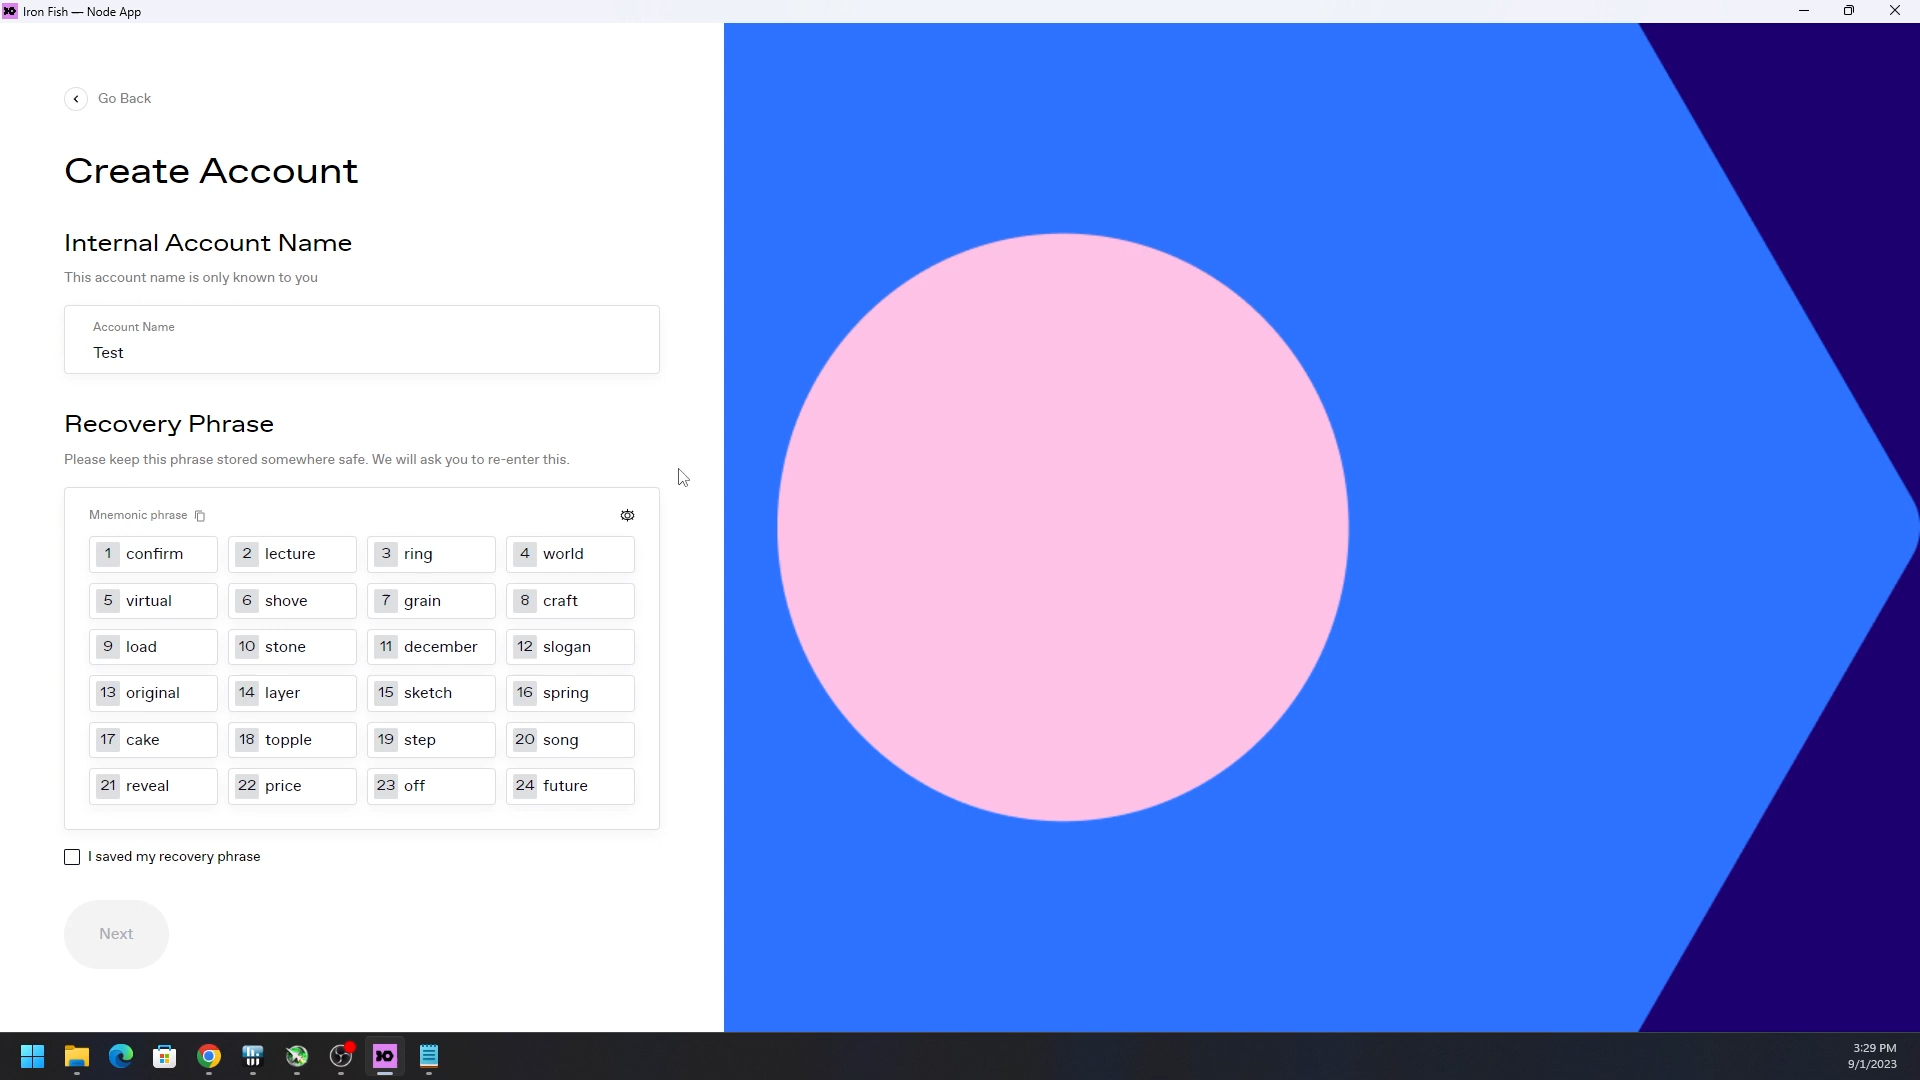 Iron Fish — Node App
Go Back
Create Account
Internal Account Name
This account name is only known to you
Account Name
Test
Recovery Phrase
Please keep this phrase stored somewhere safe. We will ask you to re-enter this.
Mnemonic phrase
1 confirm 2 lecture 3 ring 4 world
5 virtual 6 shove 7 grain 8 craft
9 load 10 stone 11 december 12 slogan
13 original 14 layer 15 sketch 16 spring
17 cake 18 topple 19 step 20 song
21 reveal 22 price 23 off 24 future
I saved my recovery phrase
Next
3:29 PM
9/1/2023